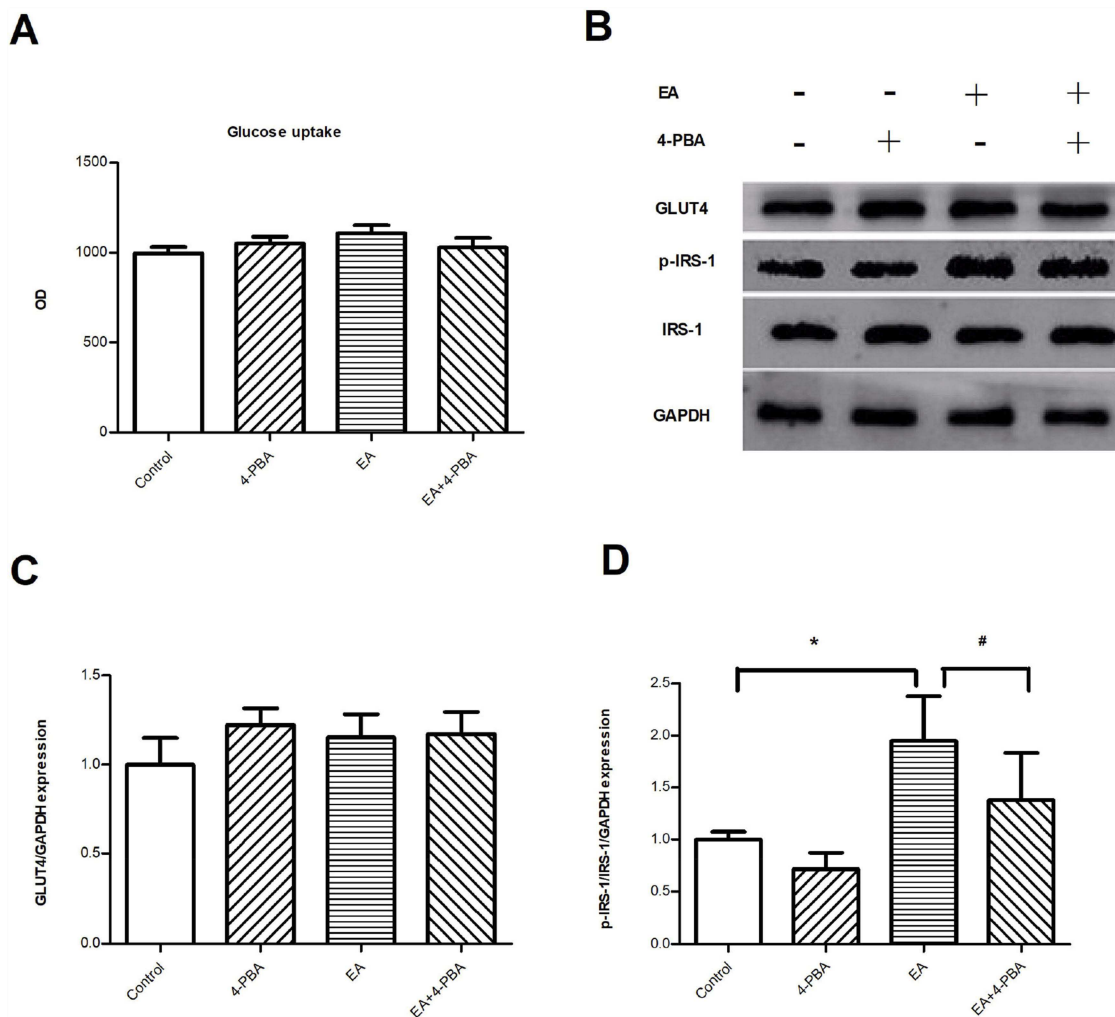 A
Glucose uptake
1500
1000
500
0
OD
Control
4-PBA
EA
EA+4-PBA
B
EA - - + +
4-PBA - + - +
GLUT4
p-IRS-1
IRS-1
GAPDH
C
1.5
1.0
0.5
0.0
GLUT4/GAPDH expression
Control
4-PBA
EA
EA+4-PBA
D
* #
2.5
2.0
1.5
1.0
0.5
0.0
p-IRS-1/IRS-1/GAPDH expression
Control
4-PBA
EA
EA+4-PBA